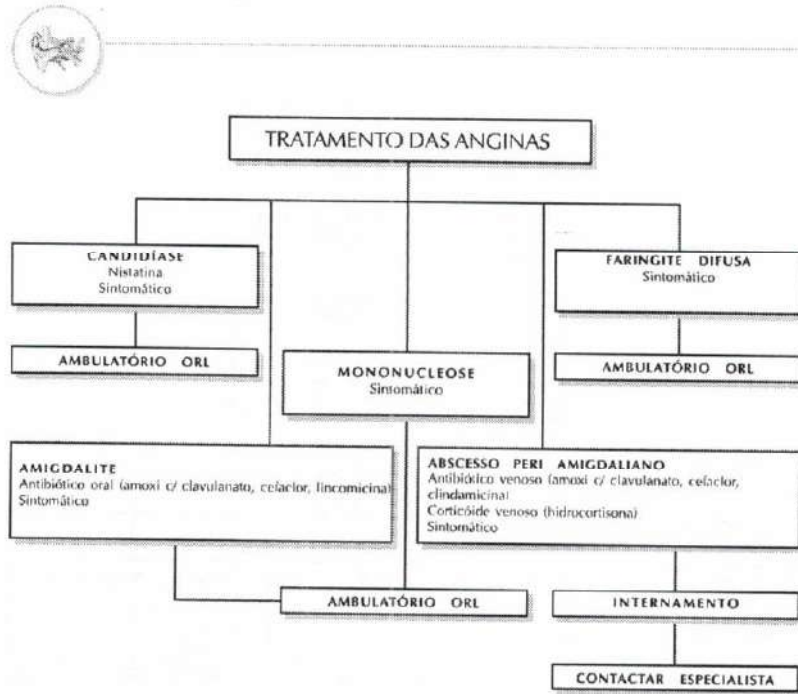 TRATAMENTO DAS ANGINAS
CANDIDÍASE
Nistatina
Sintomático
AMBULATÓRIO ORL
FARINGITE DIFUSA
Sintomático
AMBULATÓRIO ORL
MONONUCLEOSE
Sintomático
AMIGDALITE
Antibiótico oral (amoxi c/ clavulanato, cefaclor, lincomicina)
Sintomático
ABSCESSO PERI AMIGDALIANO
Antibiótico venoso (amoxi c/ clavulanato, cefaclor,
clindamicina)
Corticóide venoso (hidrocortisona)
Sintomático
AMBULATÓRIO ORL
INTERNAMENTO
CONTACTAR ESPECIALISTA